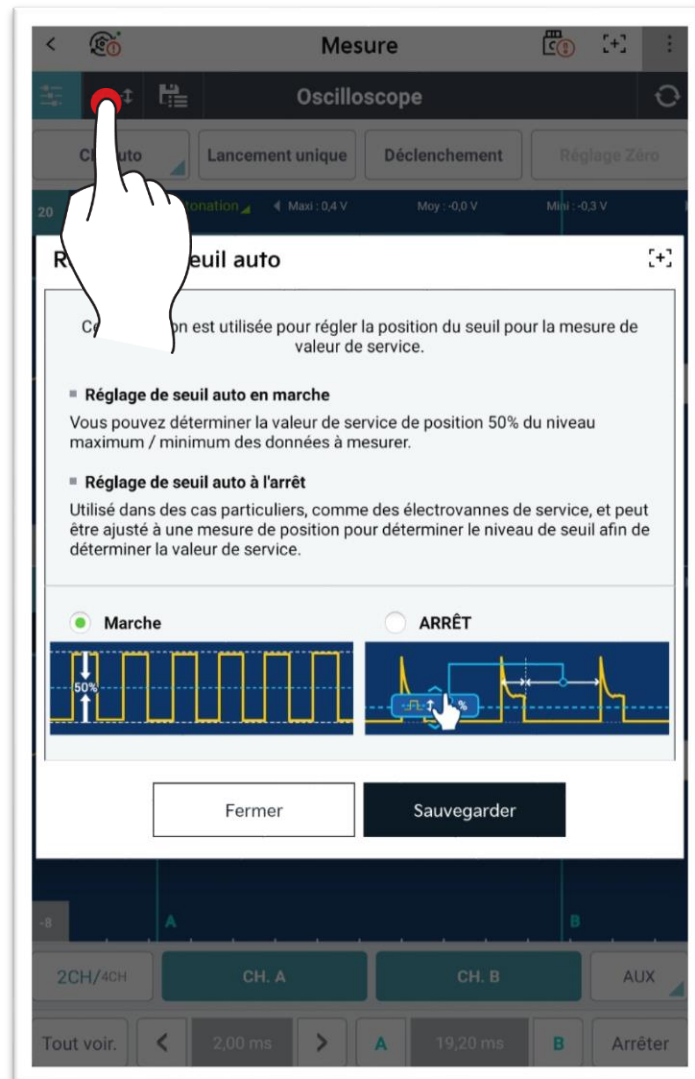 Mesure
Oscilloscope
Lancement unique
Déclenchement
Réglage Zéro
20
Maxi : 0,4 V
Moy : -0,0 V
Mini : -0,3 V
seuil auto
est utilisée pour régler la position du seuil pour la mesure de
valeur de service.
Réglage de seuil auto en marche
Vous pouvez déterminer la valeur de service de position 50% du niveau
maximum / minimum des données à mesurer.
Réglage de seuil auto à l'arrêt
Utilisé dans des cas particuliers, comme des électrovannes de service, et peut
être ajusté à une mesure de position pour déterminer le niveau de seuil afin de
déterminer la valeur de service.
Marche
ARRÊT
50%
%
Fermer
Sauvegarder
-8
A
B
2CH/4CH
CH. A
CH. B
AUX
Tout voir.
2,00 ms
A
19,20 ms
B
Arrêter